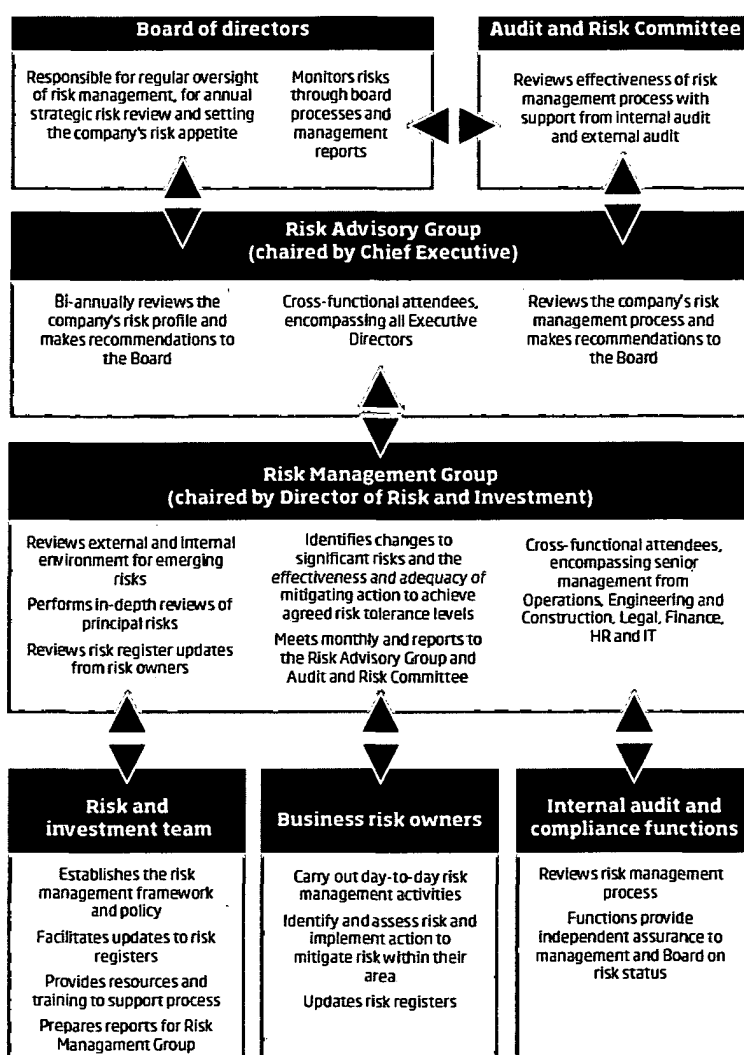 Board of directors
Responsible for regular oversight
of risk management, for annual
strategic risk review and setting
the company's risk appetite
Monitors risks
through board
processes and
management
reports
Audit and Risk Committee
Reviews effectiveness of risk
management process with
support from internal audit
and external audit
Risk Advisory Group
(chaired by Chief Executive)
Bi-annually reviews the
company's risk profile and
makes recommendations to
the Board
Cross-functional attendees,
encompassing all Executive
Directors
Reviews the company's risk
management process and
makes recommendations to
the Board
Risk Management Group
(chaired by Director of Risk and Investment)
Reviews external and internal
environment for emerging
risks
Performs in-depth reviews of
principal risks
Reviews risk register updates
from risk owners
Identifies changes to
significant risks and the
effectiveness and adequacy of
mitigating action to achieve
agreed risk tolerance levels
Meets monthly and reports to
the Risk Advisory Group and
Audit and Risk Committee
Cross-functional attendees,
encompassing senior
management from
Operations, Engineering and
Construction, Legal, Finance,
HR and IT
Risk and
investment team
Establishes the risk
management framework
and policy
Facilitates updates to risk
registers
Provides resources and
training to support process
Prepares reports for Risk
Managament Group
Business risk owners
Carry out day-to-day risk
management activities
Identify and assess risk and
implement action to
mitigate risk within their
area
Updates risk registers
Internal audit and
compliance functions
Reviews risk management
process
Functions provide
independent assurance to
management and Board on
risk status